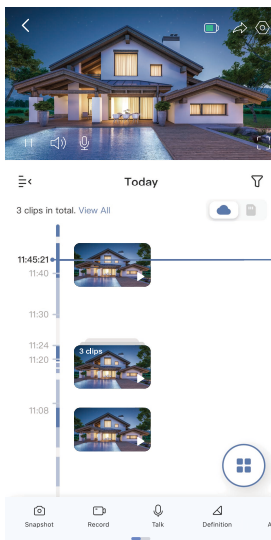 Today
3 clips in total. View All
11:45:21
11:40
11:30
11:24
3 clips
11:20
11:08
Snapshot
Record
Talk
Definition
A